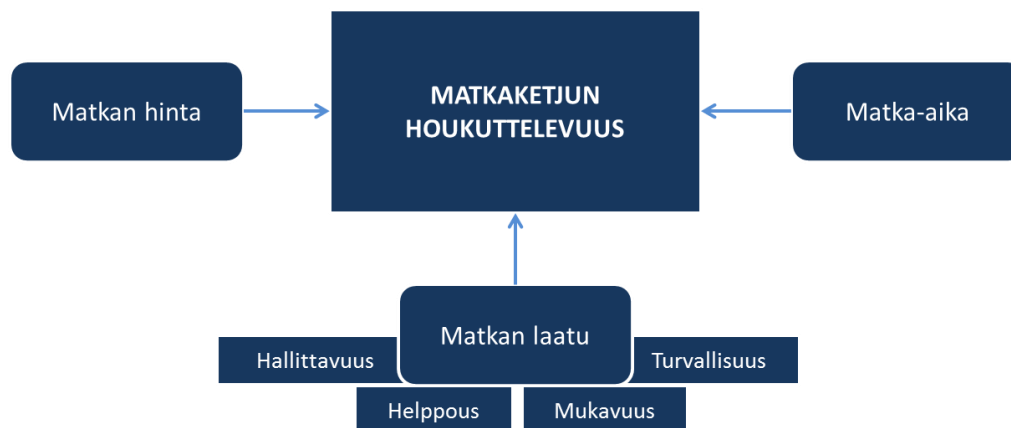 MATKAKETJUN
HOUKUTTELEVUUS
Matkan hinta
Matka-aika
Matkan laatu
Hallittavuus
Turvallisuus
Helppous
Mukavuus